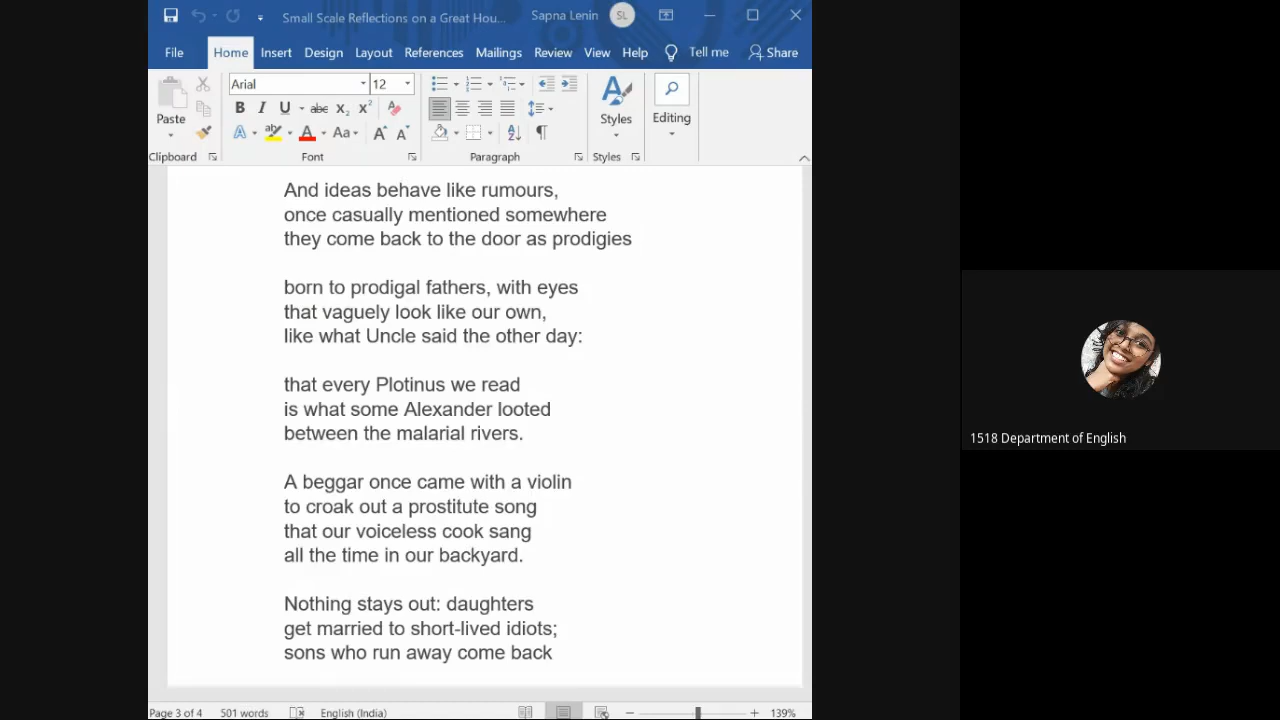 Small Scale Reflections on a Great Hou...
Sapna Lenin
SL
File Home Insert Design Layout References Mailings Review View Help Tell me Share
Paste
Arial
12
B I U abc X₂ X²
A A Aa A A
Styles
Editing
Clipboard Font Paragraph Styles
And ideas behave like rumours,
once casually mentioned somewhere
they come back to the door as prodigies
born to prodigal fathers, with eyes
that vaguely look like our own,
like what Uncle said the other day:
that every Plotinus we read
is what some Alexander looted
between the malarial rivers.
A beggar once came with a violin
to croak out a prostitute song
that our voiceless cook sang
all the time in our backyard.
Nothing stays out: daughters
get married to short-lived idiots;
sons who run away come back
Page 3 of 4 501 words English (India) 139%
1518 Department of English